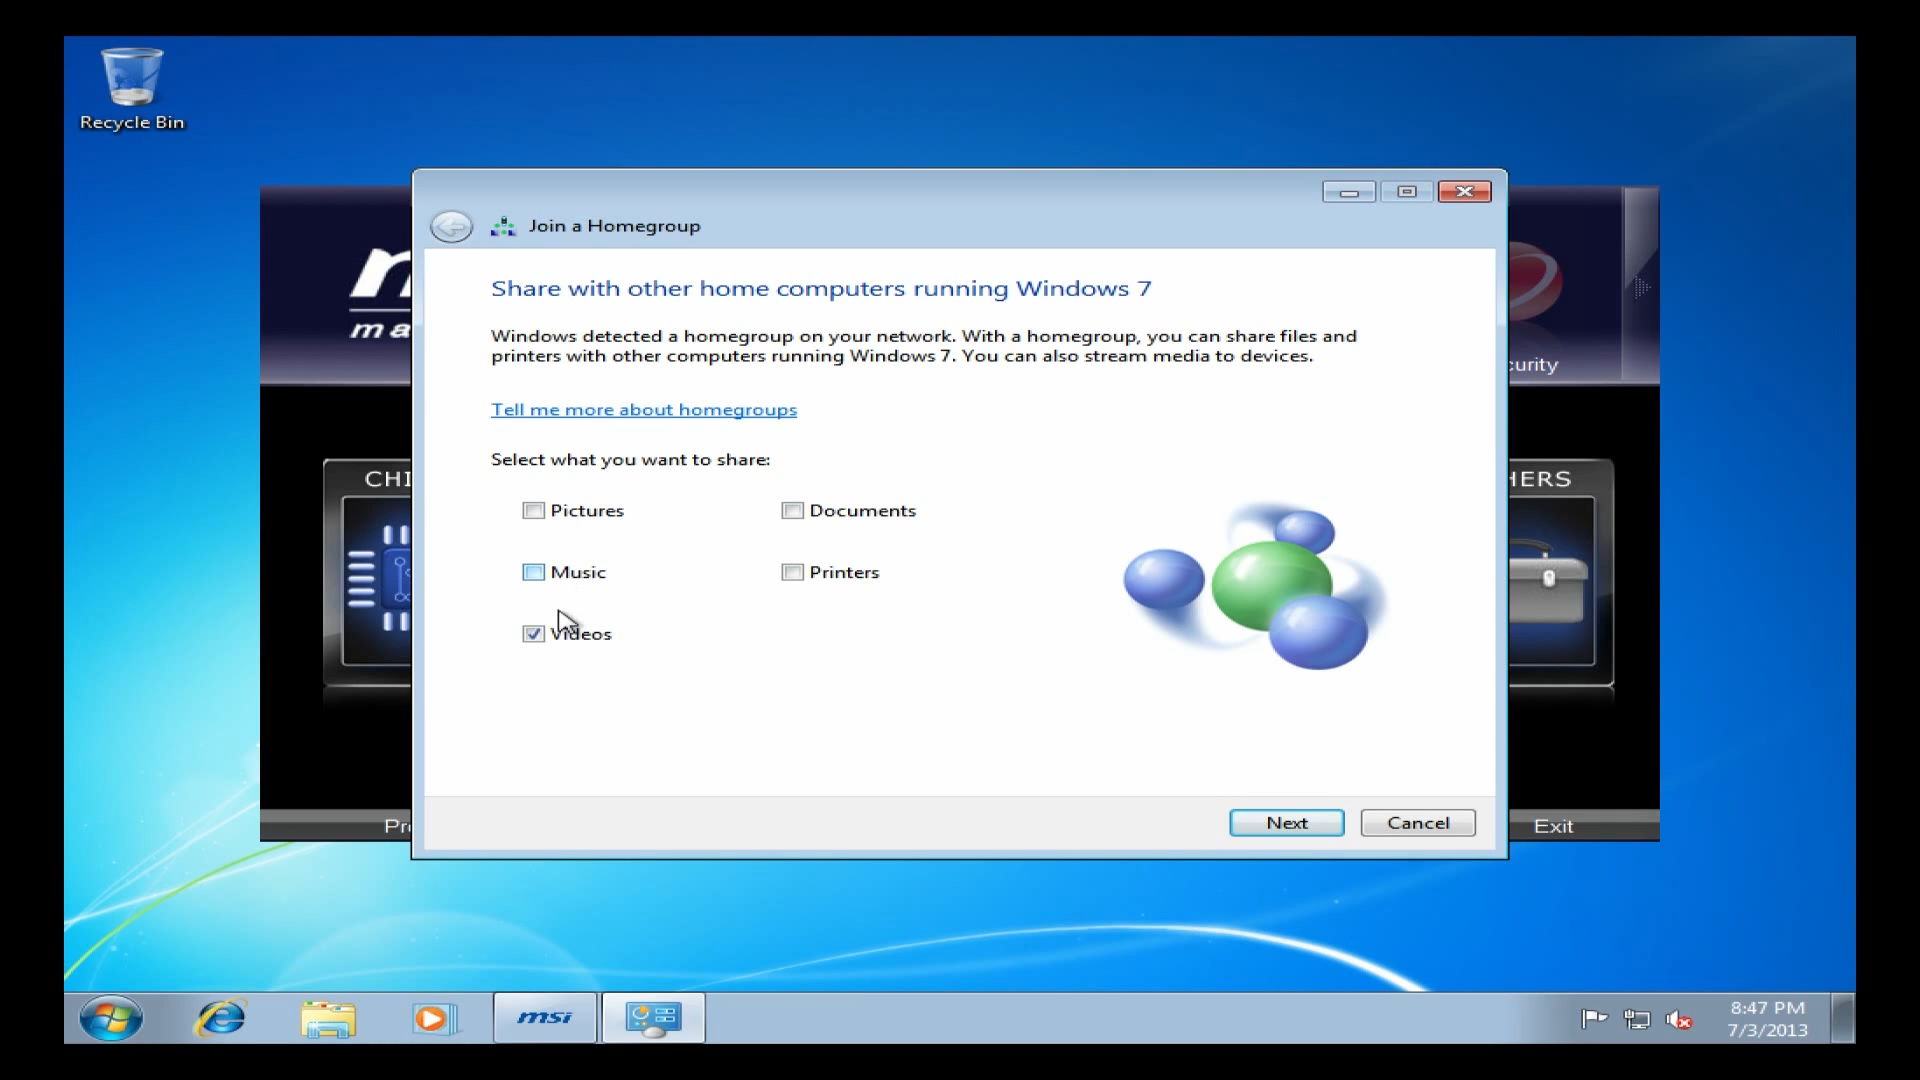 Recycle Bin
Join a Homegroup
Share with other home computers running Windows 7
Windows detected a homegroup on your network. With a homegroup, you can share files and
printers with other computers running Windows 7. You can also stream media to devices.
Tell me more about homegroups
Select what you want to share:
Pictures
Documents
Music
Printers
Videos
Next
Cancel
ma
curity
CHI
HERS
Pr
Exit
msi
8:47 PM
7/3/2013